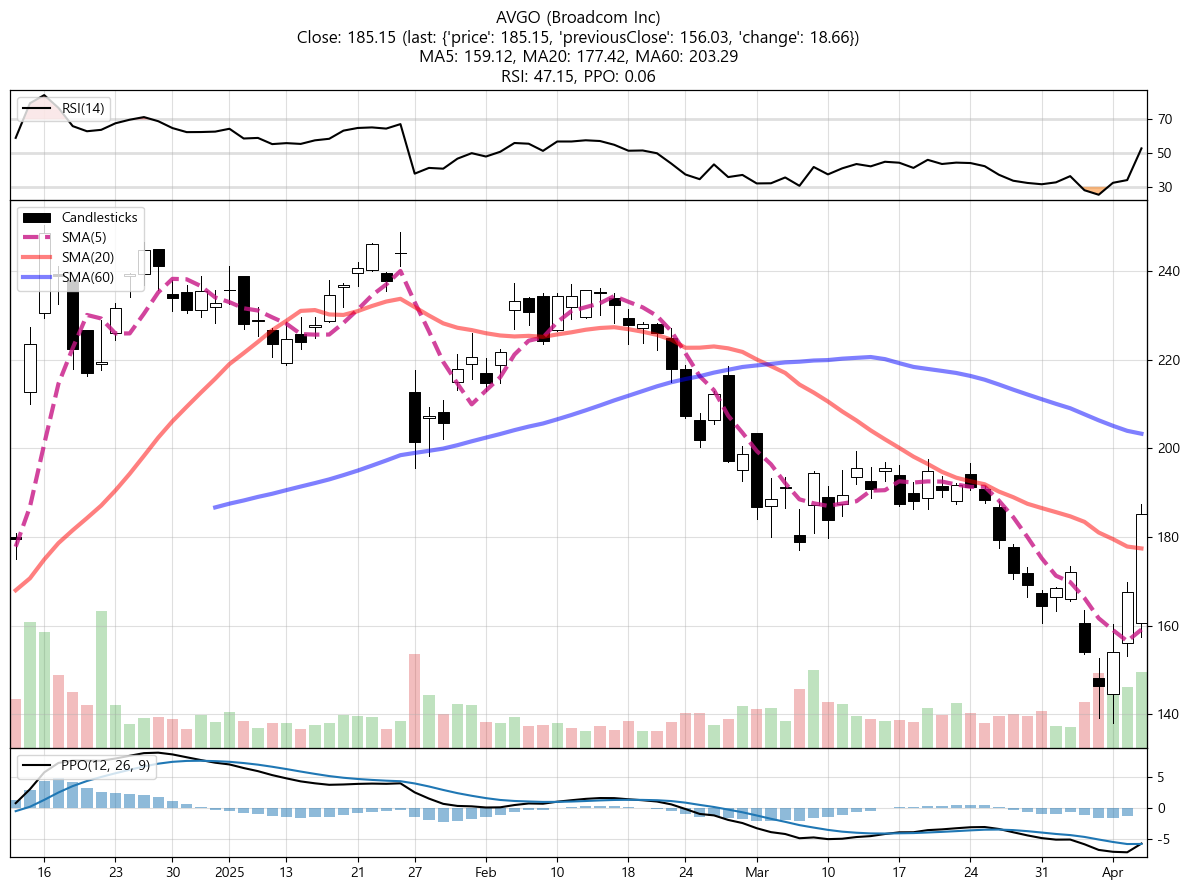 AVGO (Broadcom Inc)
Close: 185.15 (last: {'price': 185.15, 'previousClose': 156.03, 'change': 18.66})
MA5: 159.12, MA20: 177.42, MA60: 203.29
RSI: 47.15, PPO: 0.06
RSI(14)
70
50
30
Candlesticks
SMA(5)
SMA(20)
SMA(60)
240
220
200
180
160
140
PPO(12, 26, 9)
5
0
-5
16 23 30 2025 13 21 27 Feb 10 18 24 Mar 10 17 24 31 Apr